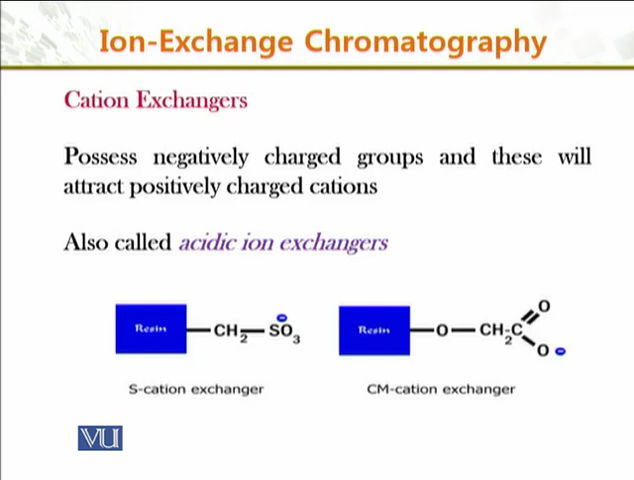 Ion-Exchange Chromatography
Cation Exchangers
Possess negatively charged groups and these will
attract positively charged cations
Also called acidic ion exchangers
Resin —CH2—SO3 −
Resin —O—CH2-C O O −
S-cation exchanger CM-cation exchanger
VU